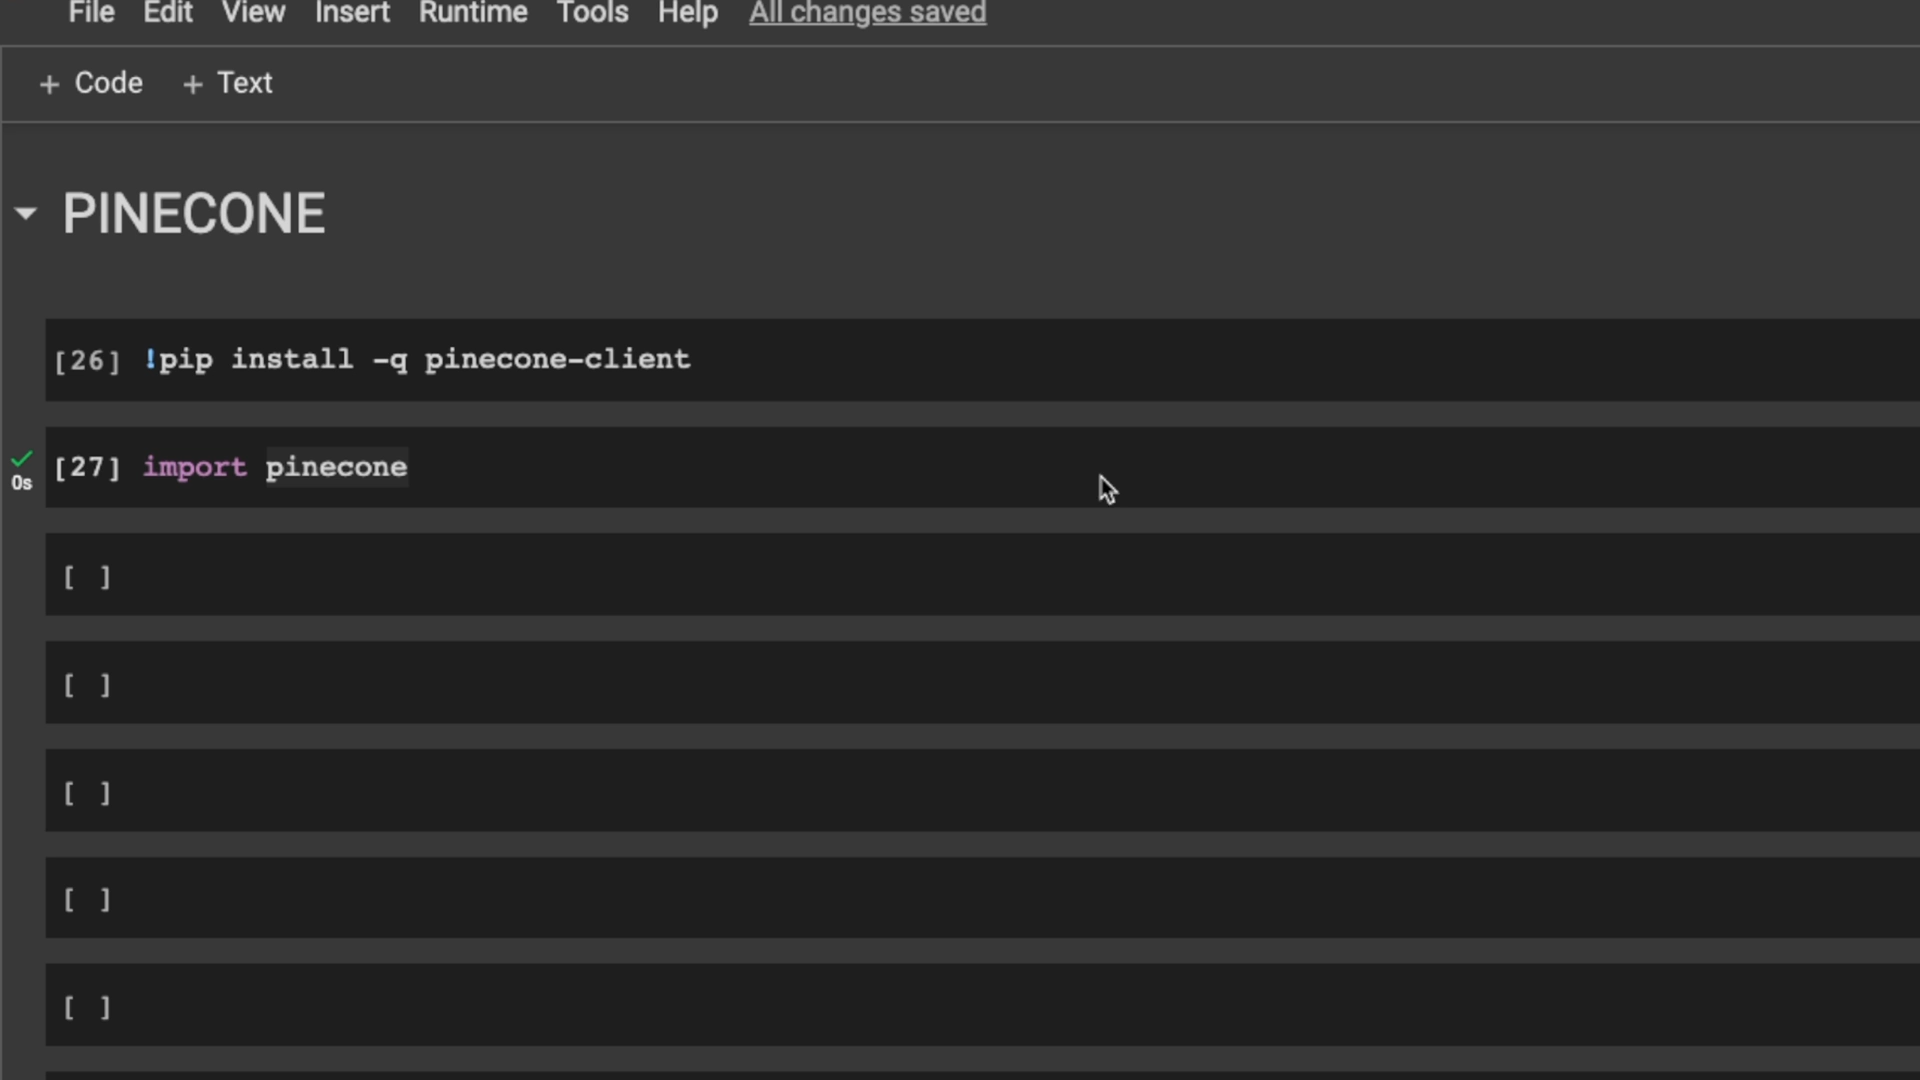 File Edit View Insert Runtime Tools Help All changes saved
+ Code + Text
PINECONE
[26] !pip install -q pinecone-client
[27] import pinecone
0s
[ ]
[ ]
[ ]
[ ]
[ ]